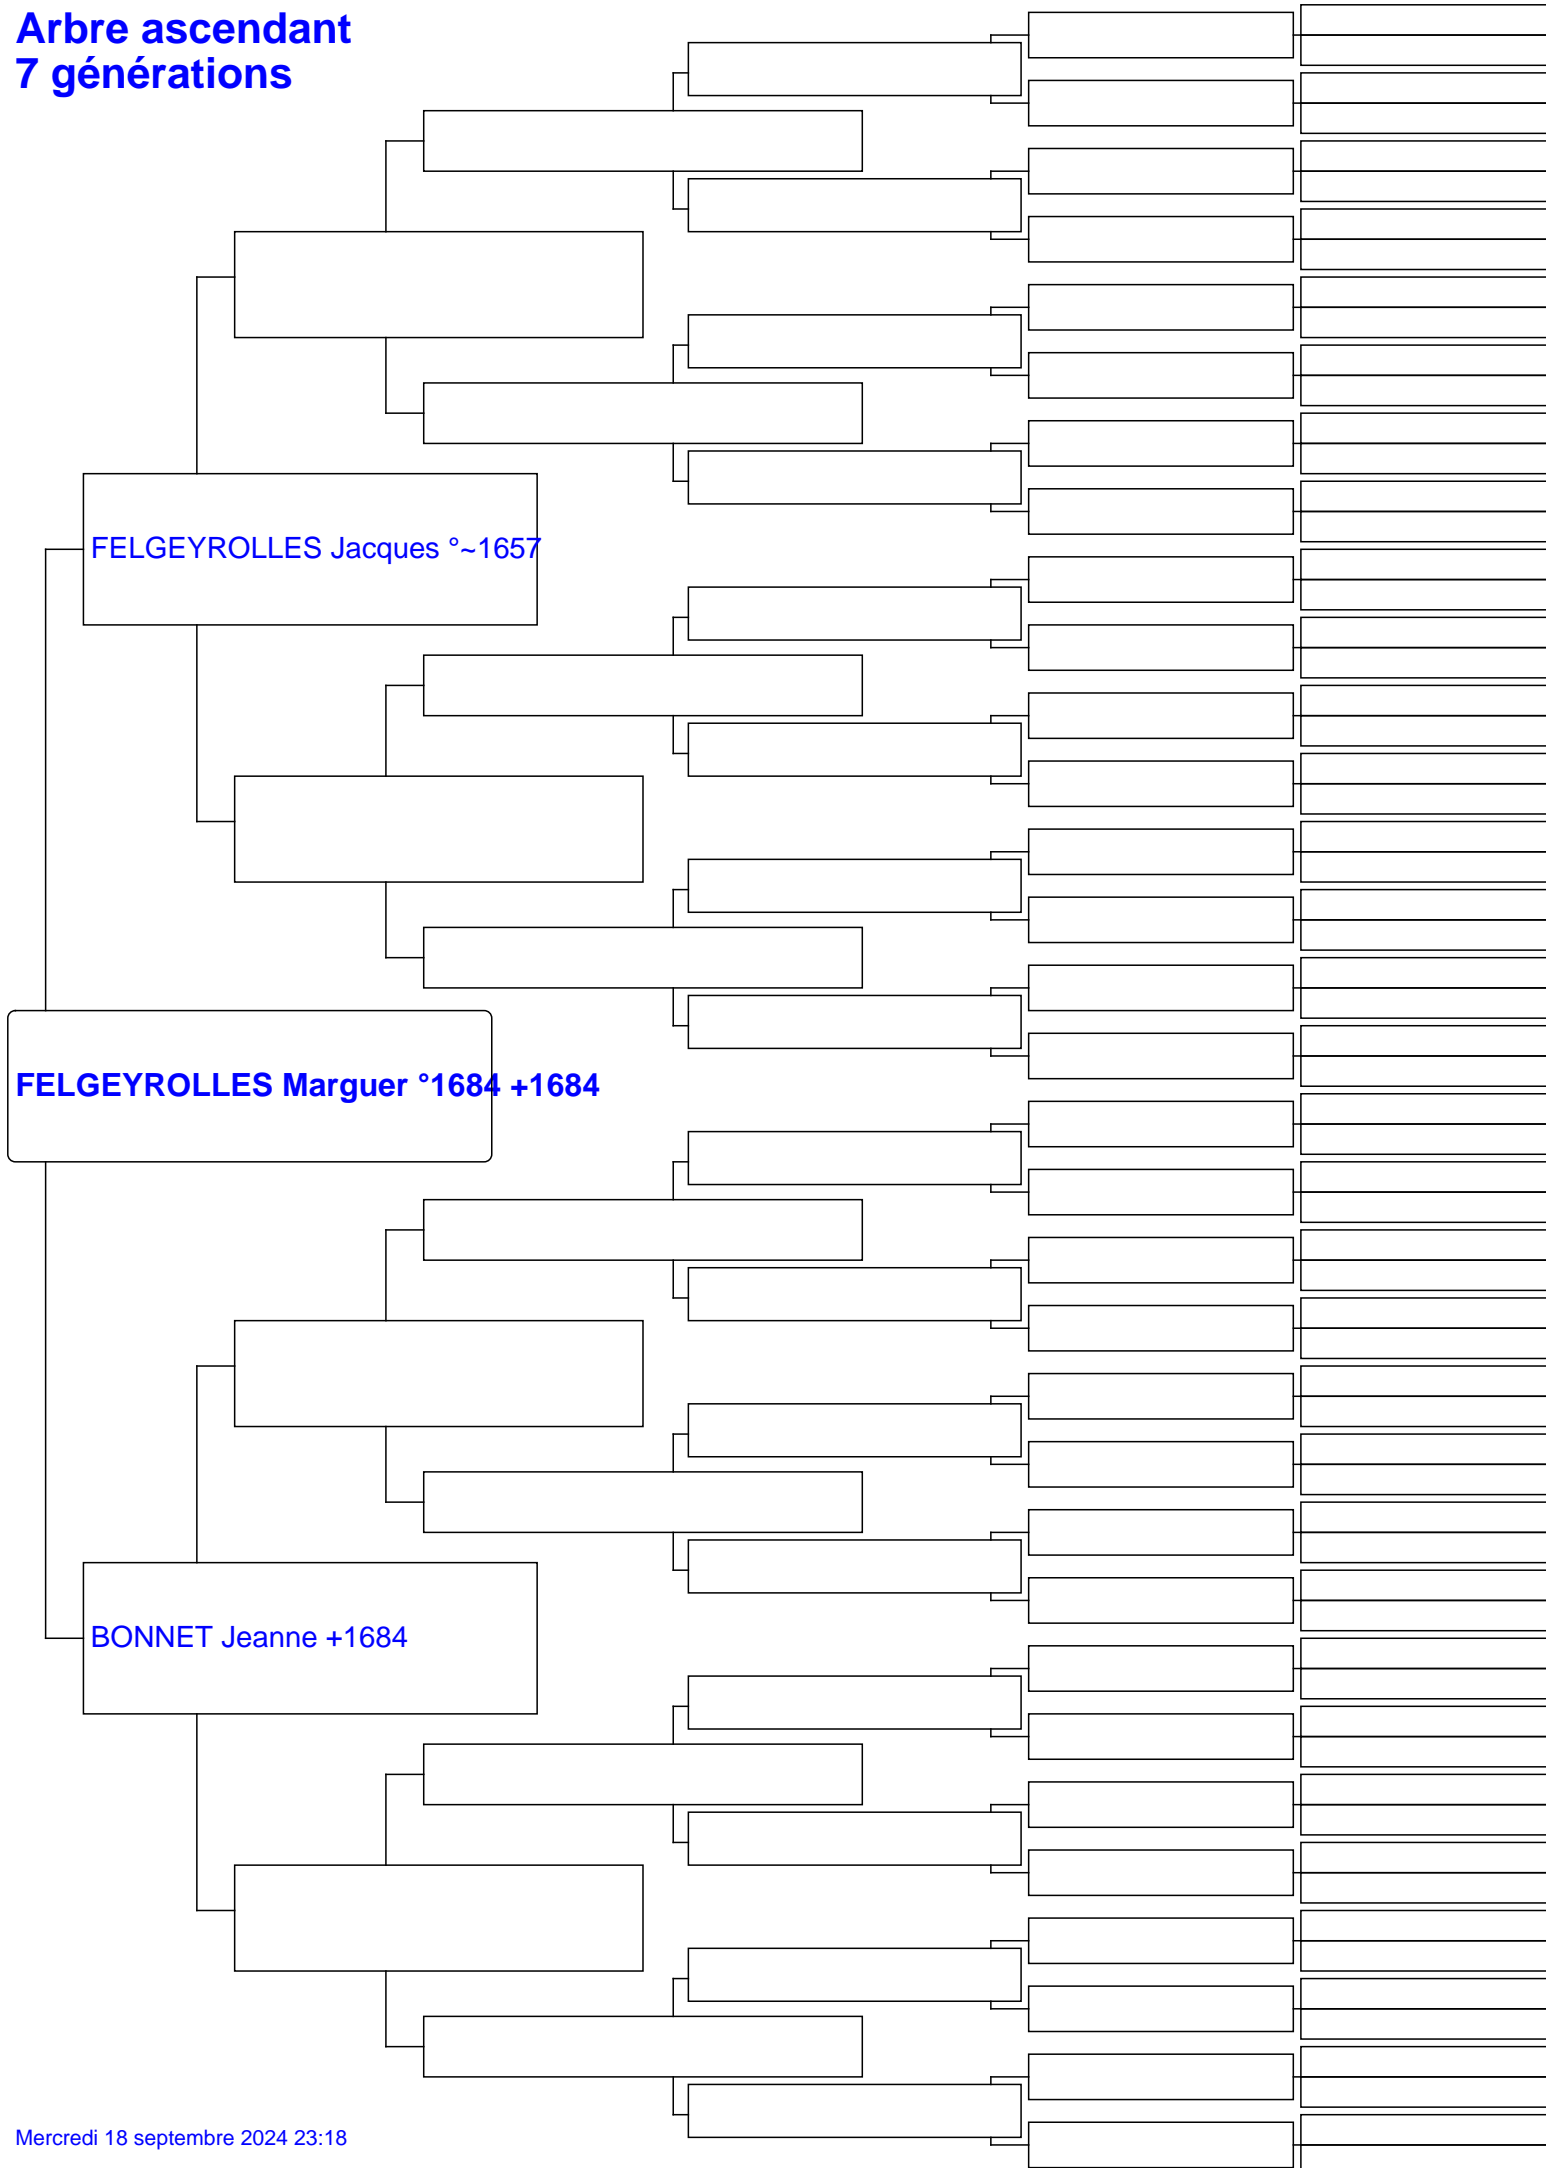 Arbre ascendant
7 générations
FELGEYROLLES Jacques °~1657
FELGEYROLLES Marguer °1684 +1684
BONNET Jeanne +1684
Mercredi 18 septembre 2024 23:18